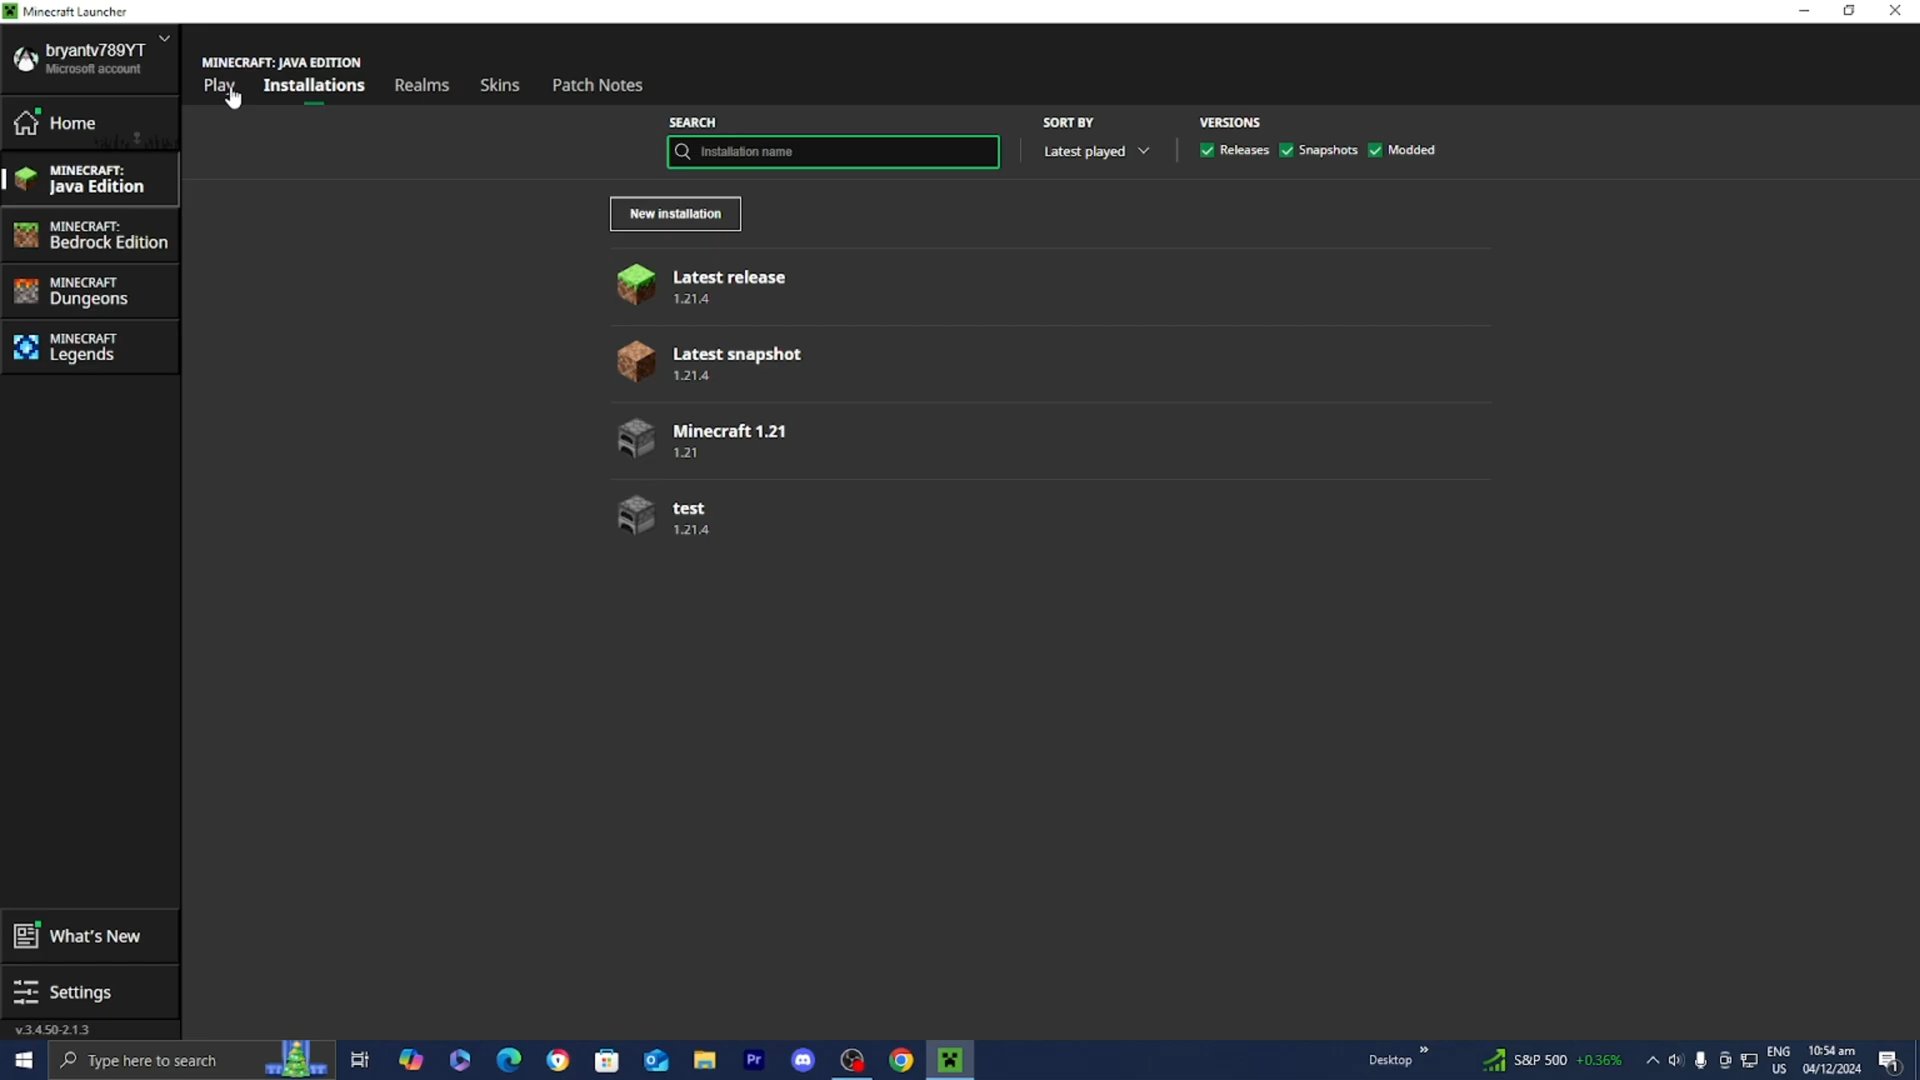 Minecraft Launcher
bryantv789YT
Microsoft account
MINECRAFT: JAVA EDITION
Play Installations Realms Skins Patch Notes
Home
MINECRAFT:
Java Edition
MINECRAFT:
Bedrock Edition
MINECRAFT
Dungeons
MINECRAFT
Legends
What's New
Settings
v.3.4.50-2.1.3
SEARCH
Installation name
SORT BY
Latest played
VERSIONS
Releases Snapshots Modded
New installation
Latest release
1.21.4
Latest snapshot
1.21.4
Minecraft 1.21
1.21
test
1.21.4
Type here to search
Pr
Desktop
S&P 500 +0.36%
ENG
US
10:54 am
04/12/2024
1